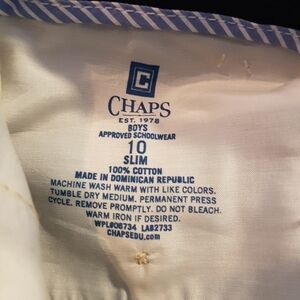 C
CHAPS
EST. 1978
BOYS
APPROVED SCHOOLWEAR
10
SLIM
100% COTTON
MADE IN DOMINICAN REPUBLIC
MACHINE WASH WARM WITH LIKE COLORS.
TUMBLE DRY MEDIUM. PERMANENT PRESS
CYCLE. REMOVE PROMPTLY. DO NOT BLEACH.
WARM IRON IF DESIRED.
WPL#06734 LAB2733
CHAPSEDU.com